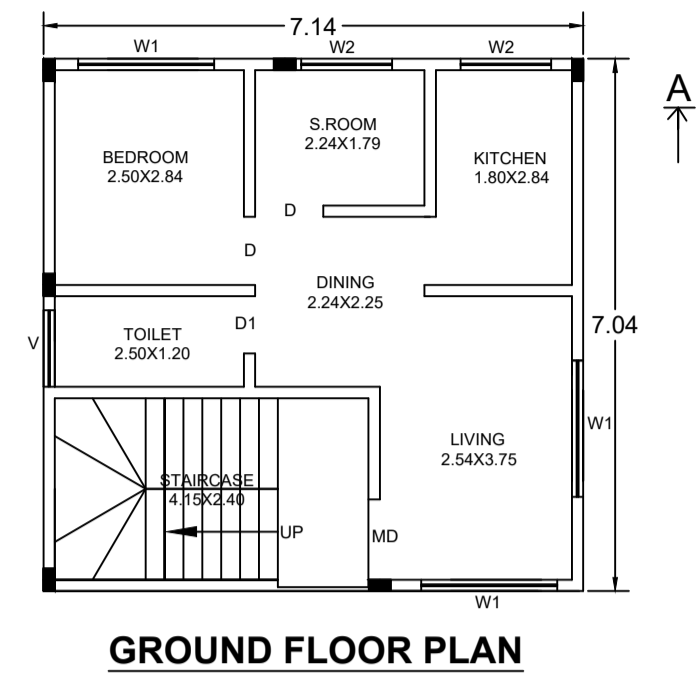 7.14
W1
W2
W2
A
S.ROOM
2.24X1.79
BEDROOM
2.50X2.84
KITCHEN
1.80X2.84
D
D
DINING
2.24X2.25
D1
TOILET
2.50X1.20
V
7.04
W1
LIVING
2.54X3.75
STAIRCASE
4.15X2.40
UP
MD
W1
GROUND FLOOR PLAN